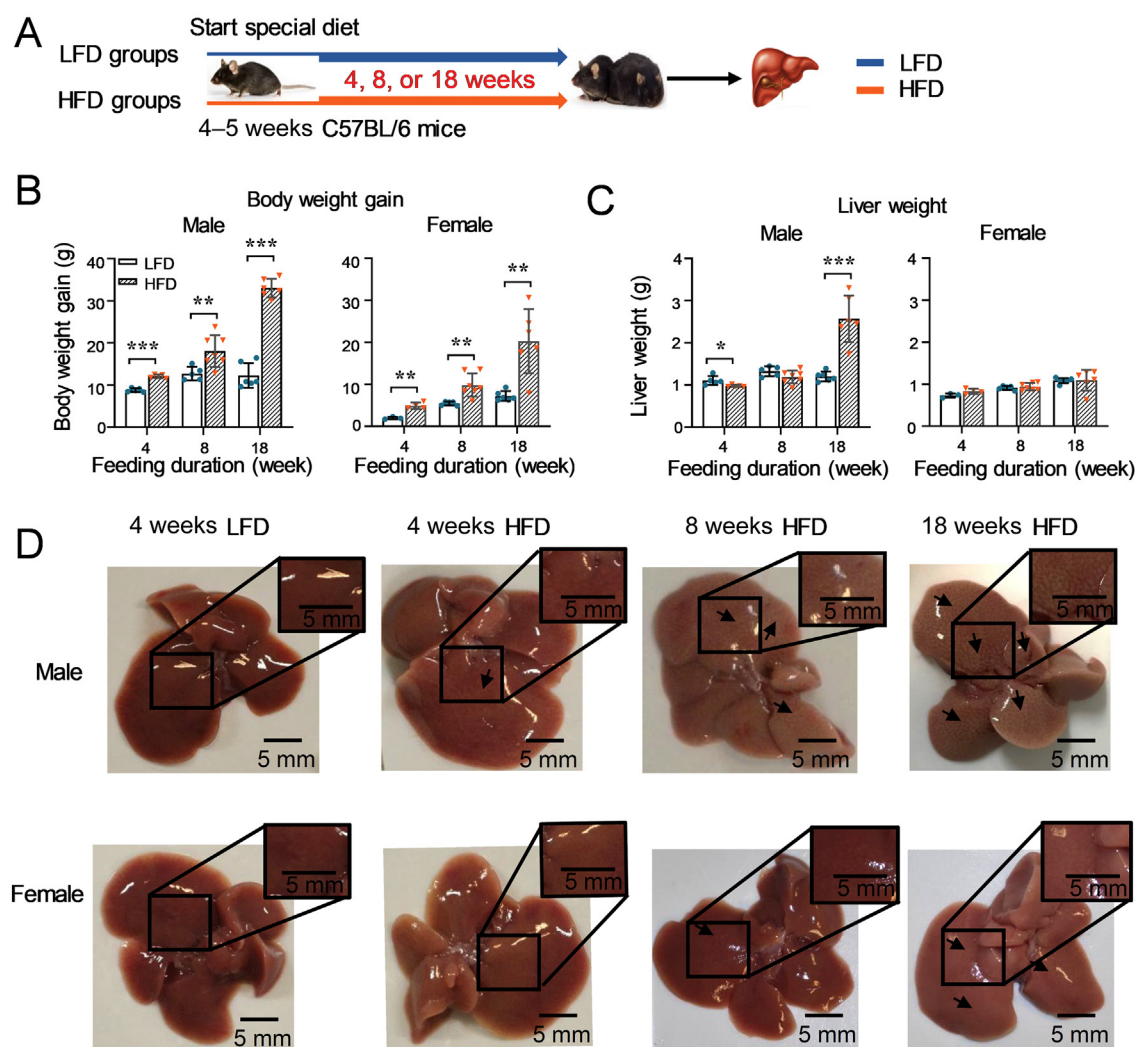 A
Start special diet
LFD groups
HFD groups
4, 8, or 18 weeks
4–5 weeks C57BL/6 mice
LFD
HFD
B
Body weight gain
Male
Female
Body weight gain (g)
40
30
20
10
0
LFD
HFD
***
**
***
4
8
18
40
30
20
10
0
**
**
**
4
8
18
Feeding duration (week)
Feeding duration (week)
C
Liver weight
Male
Female
Liver weight (g)
4
3
2
1
0
*
***
4
8
18
4
3
2
1
0
4
8
18
Feeding duration (week)
Feeding duration (week)
D
4 weeks LFD
4 weeks HFD
8 weeks HFD
18 weeks HFD
Male
5 mm
5 mm
5 mm
5 mm
5 mm
5 mm
5 mm
5 mm
Female
5 mm
5 mm
5 mm
5 mm
5 mm
5 mm
5 mm
5 mm